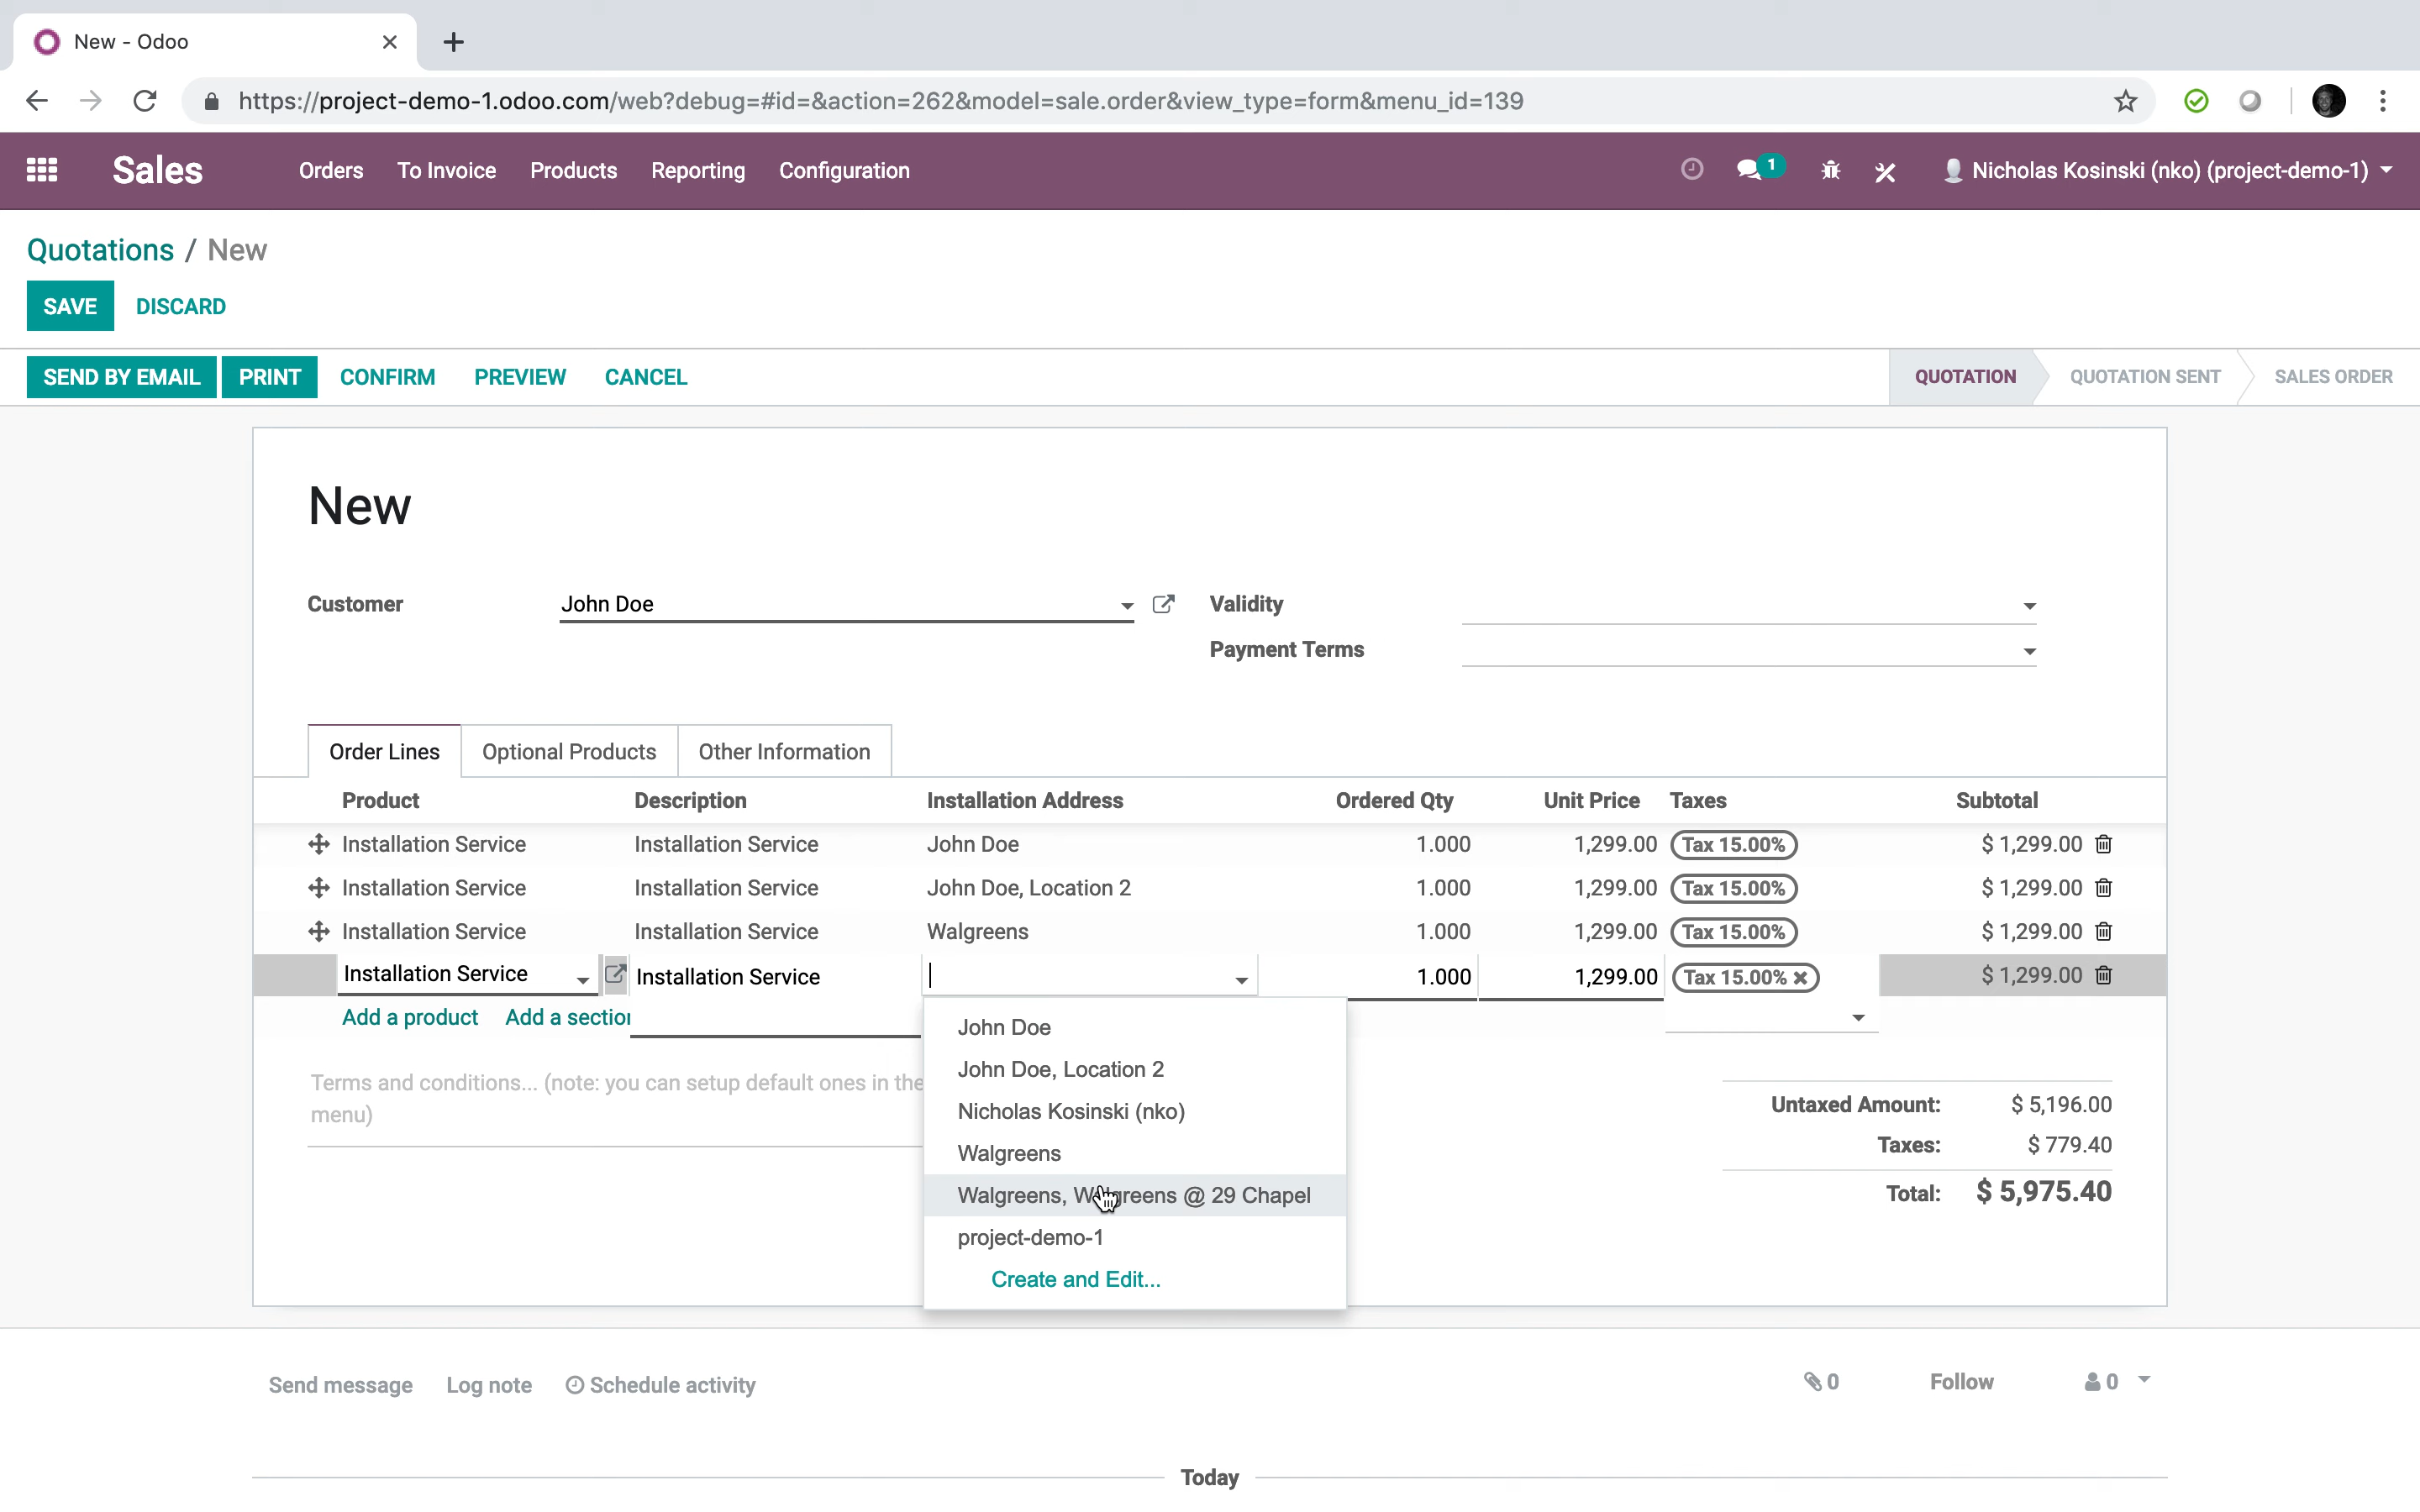 New - Odoo
https://project-demo-1.odoo.com/web?debug=#id=&action=262&model=sale.order&view_type=form&menu_id=139
Sales Orders To Invoice Products Reporting Configuration 1 Nicholas Kosinski (nko) (project-demo-1)
Quotations / New
SAVE DISCARD
SEND BY EMAIL PRINT CONFIRM PREVIEW CANCEL QUOTATION QUOTATION SENT SALES ORDER
New
Customer John Doe Validity
Payment Terms
Order Lines Optional Products Other Information
Product Description Installation Address Ordered Qty Unit Price Taxes Subtotal
Installation Service Installation Service John Doe 1.000 1,299.00 Tax 15.00% $ 1,299.00
Installation Service Installation Service John Doe, Location 2 1.000 1,299.00 Tax 15.00% $ 1,299.00
Installation Service Installation Service Walgreens 1.000 1,299.00 Tax 15.00% $ 1,299.00
Installation Service Installation Service 1.000 1,299.00 Tax 15.00% $ 1,299.00
Add a product Add a section
John Doe
John Doe, Location 2
Nicholas Kosinski (nko)
Walgreens
Walgreens, Walgreens @ 29 Chapel
project-demo-1
Create and Edit...
Terms and conditions... (note: you can setup default ones in the
menu)
Untaxed Amount: $ 5,196.00
Taxes: $ 779.40
Total: $ 5,975.40
Send message Log note Schedule activity 0 Follow 0
Today